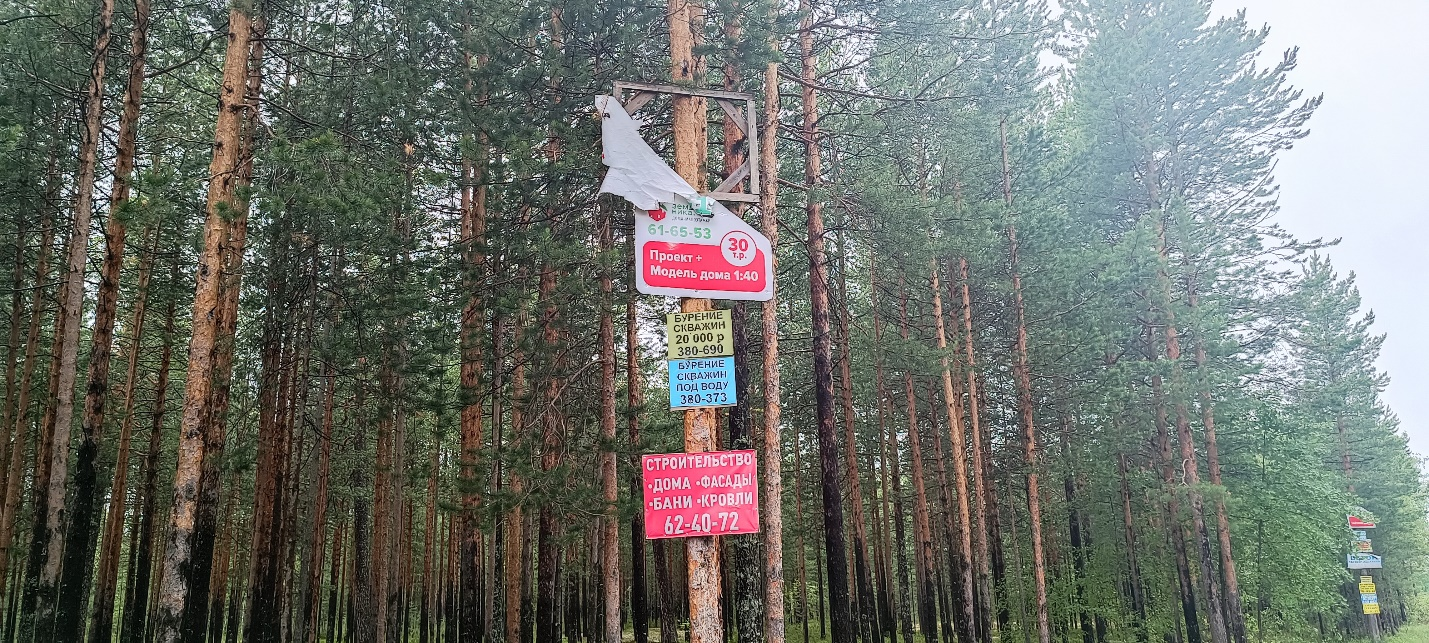 61-65-53
30
т.р.
Проект +
Модель дома 1:40
БУРЕНИЕ
СКВАЖИН
20 000 р
380-690
БУРЕНИЕ
СКВАЖИН
ПОД ВОДУ
380-373
СТРОИТЕЛЬСТВО
•ДОМА •ФАСАДЫ
•БАНИ •КРОВЛИ
62-40-72